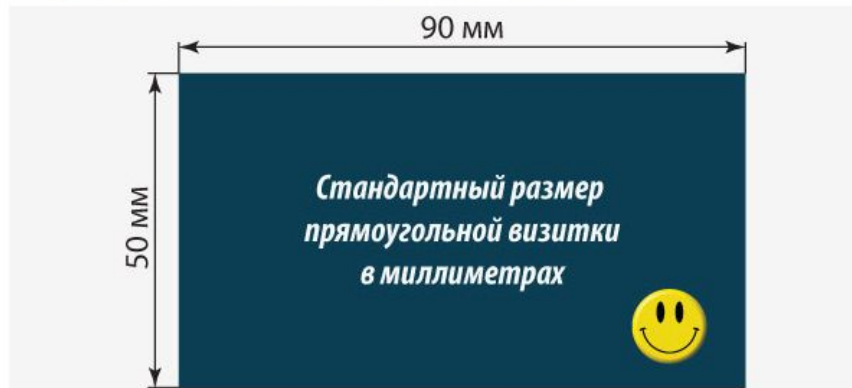 90 мм
50 мм
Стандартный размер
прямоугольной визитки
в миллиметрах